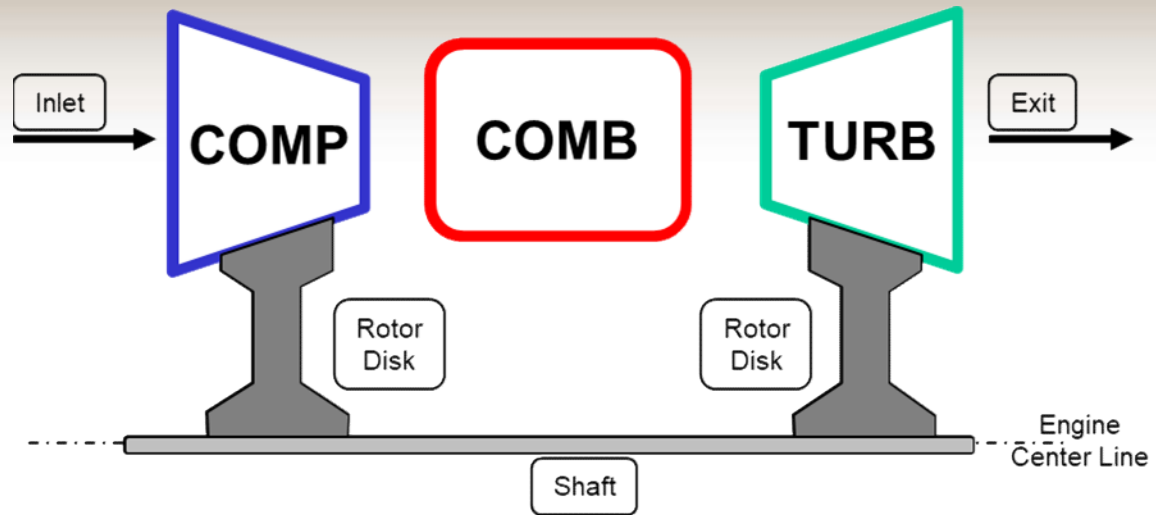 Inlet
COMP
COMB
TURB
Exit
Rotor
Disk
Rotor
Disk
Engine
Center Line
Shaft